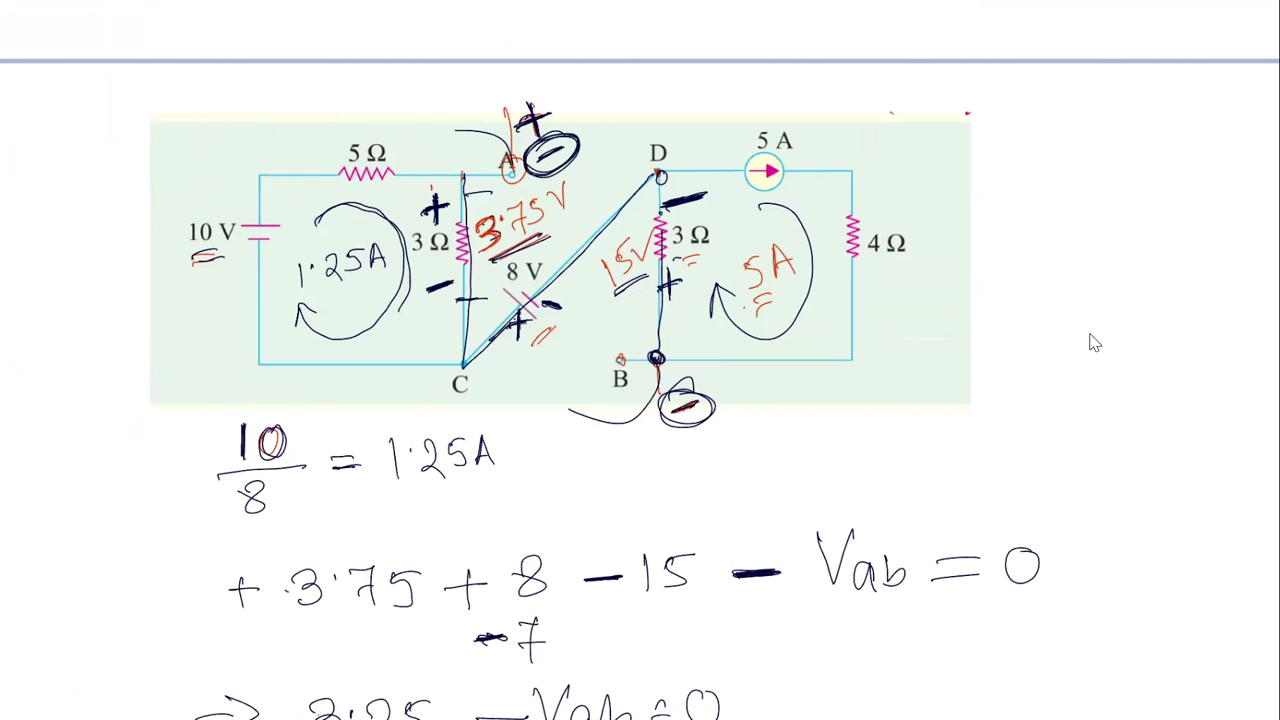 5 Ω
A
+
−
D
5 A
10 V
1.25A
+
3 Ω
−
3.75V
8 V
+
−
15V
−
3 Ω
+
5A
4 Ω
C
B
−
10/8 = 1.25A
+ 3.75 + 8 − 15 − Vab = 0
−7